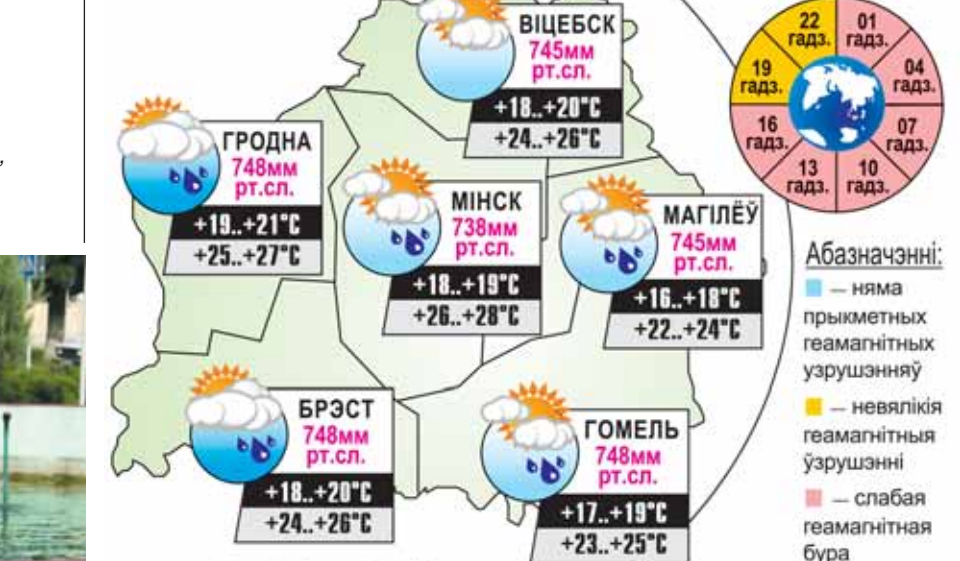 ВІЦЕБСК
745мм
рт.сл.
+18..+20°C
+24..+26°C
ГРОДНА
748мм
рт.сл.
+19..+21°C
+25..+27°C
МІНСК
738мм
рт.сл.
+18..+19°C
+26..+28°C
МАГІЛЁЎ
745мм
рт.сл.
+16..+18°C
+22..+24°C
БРЭСТ
748мм
рт.сл.
+18..+20°C
+24..+26°C
ГОМЕЛЬ
748мм
рт.сл.
+17..+19°C
+23..+25°C
22
гадз.
01
гадз.
04
гадз.
07
гадз.
10
гадз.
13
гадз.
16
гадз.
19
гадз.
Абазначэнні:
— няма
прыкметных
геамагнітных
узрушэнняў
— невялікія
геамагнітныя
ўзрушэнні
— слабая
геамагнітная
бура